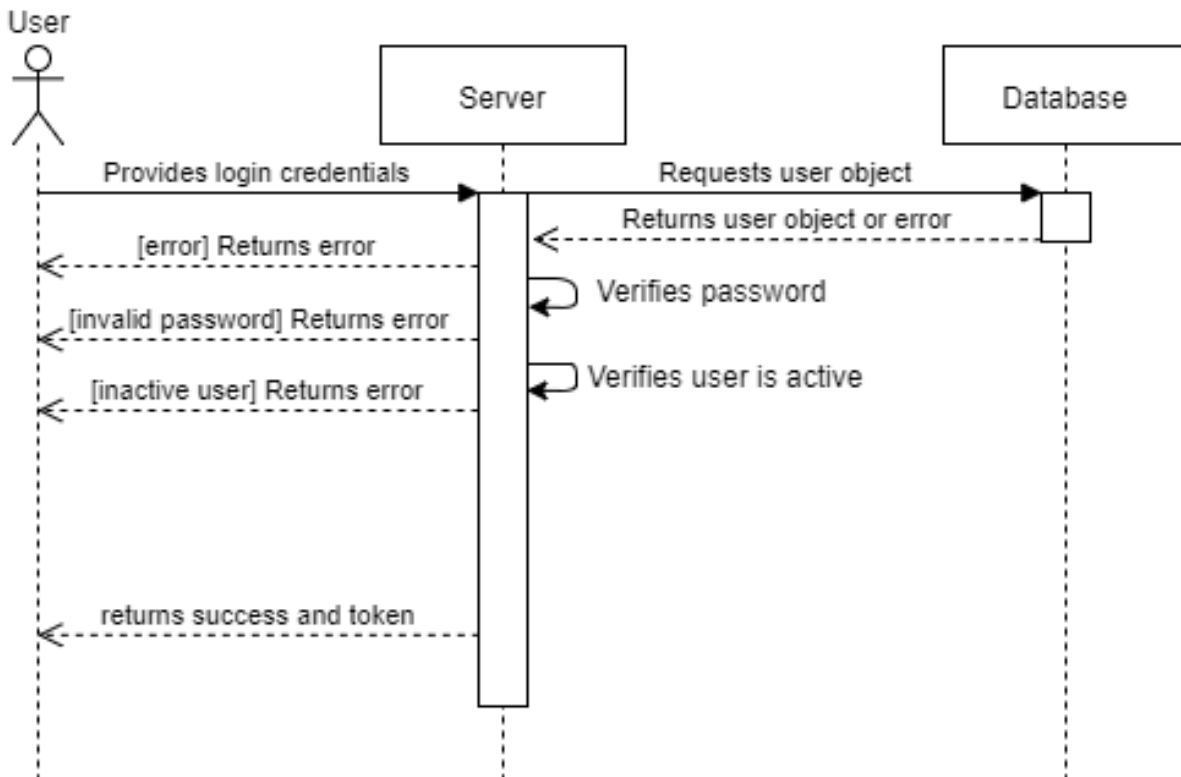 User
Server
Database
Provides login credentials
Requests user object
Returns user object or error
[error] Returns error
Verifies password
[invalid password] Returns error
Verifies user is active
[inactive user] Returns error
returns success and token